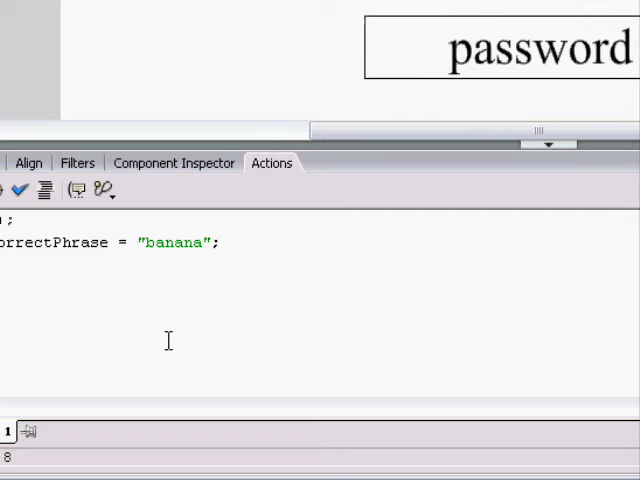 password
Align Filters Component Inspector Actions
;
orrectPhrase = "banana";
1
8